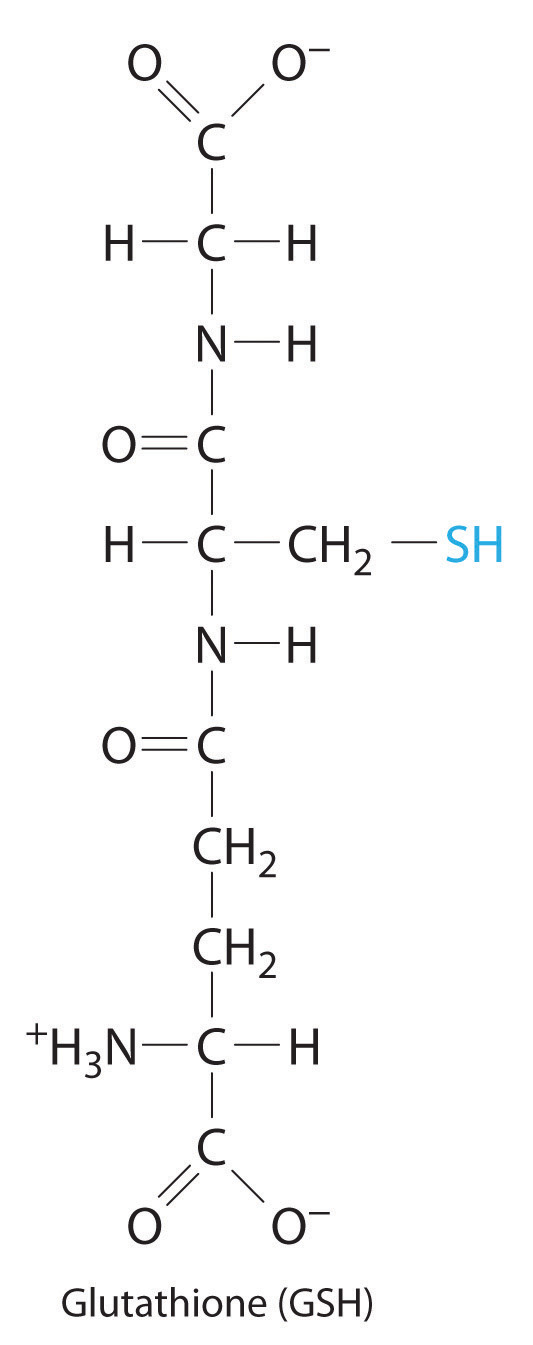 O O⁻
C
H C H
N H
O C
H C CH₂ SH
N H
O C
CH₂
CH₂
⁺H₃N C H
C
O O⁻
Glutathione (GSH)